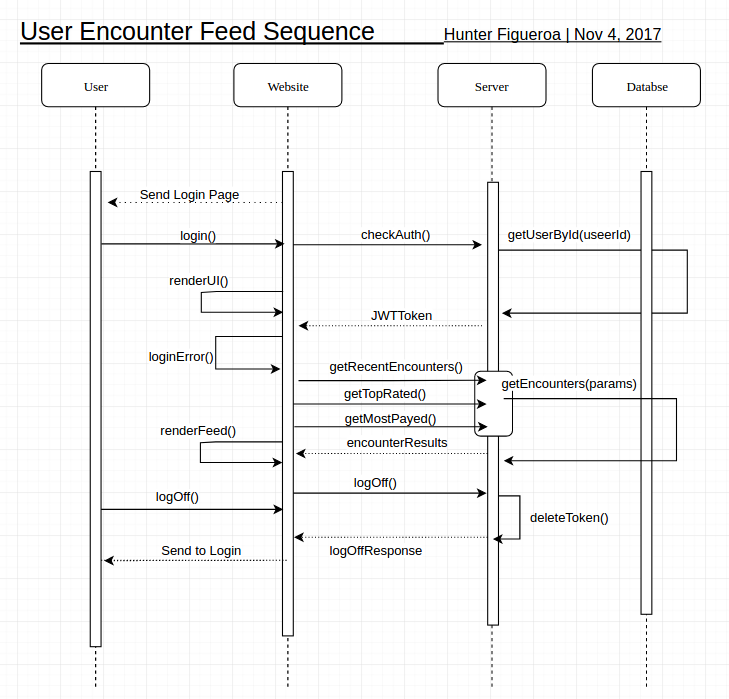 User Encounter Feed Sequence
Hunter Figueroa | Nov 4, 2017
User
Website
Server
Databse
Send Login Page
login()
checkAuth()
getUserById(useerId)
renderUI()
JWTToken
loginError()
getRecentEncounters()
getEncounters(params)
getTopRated()
getMostPayed()
renderFeed()
encounterResults
logOff()
logOff()
deleteToken()
Send to Login
logOffResponse